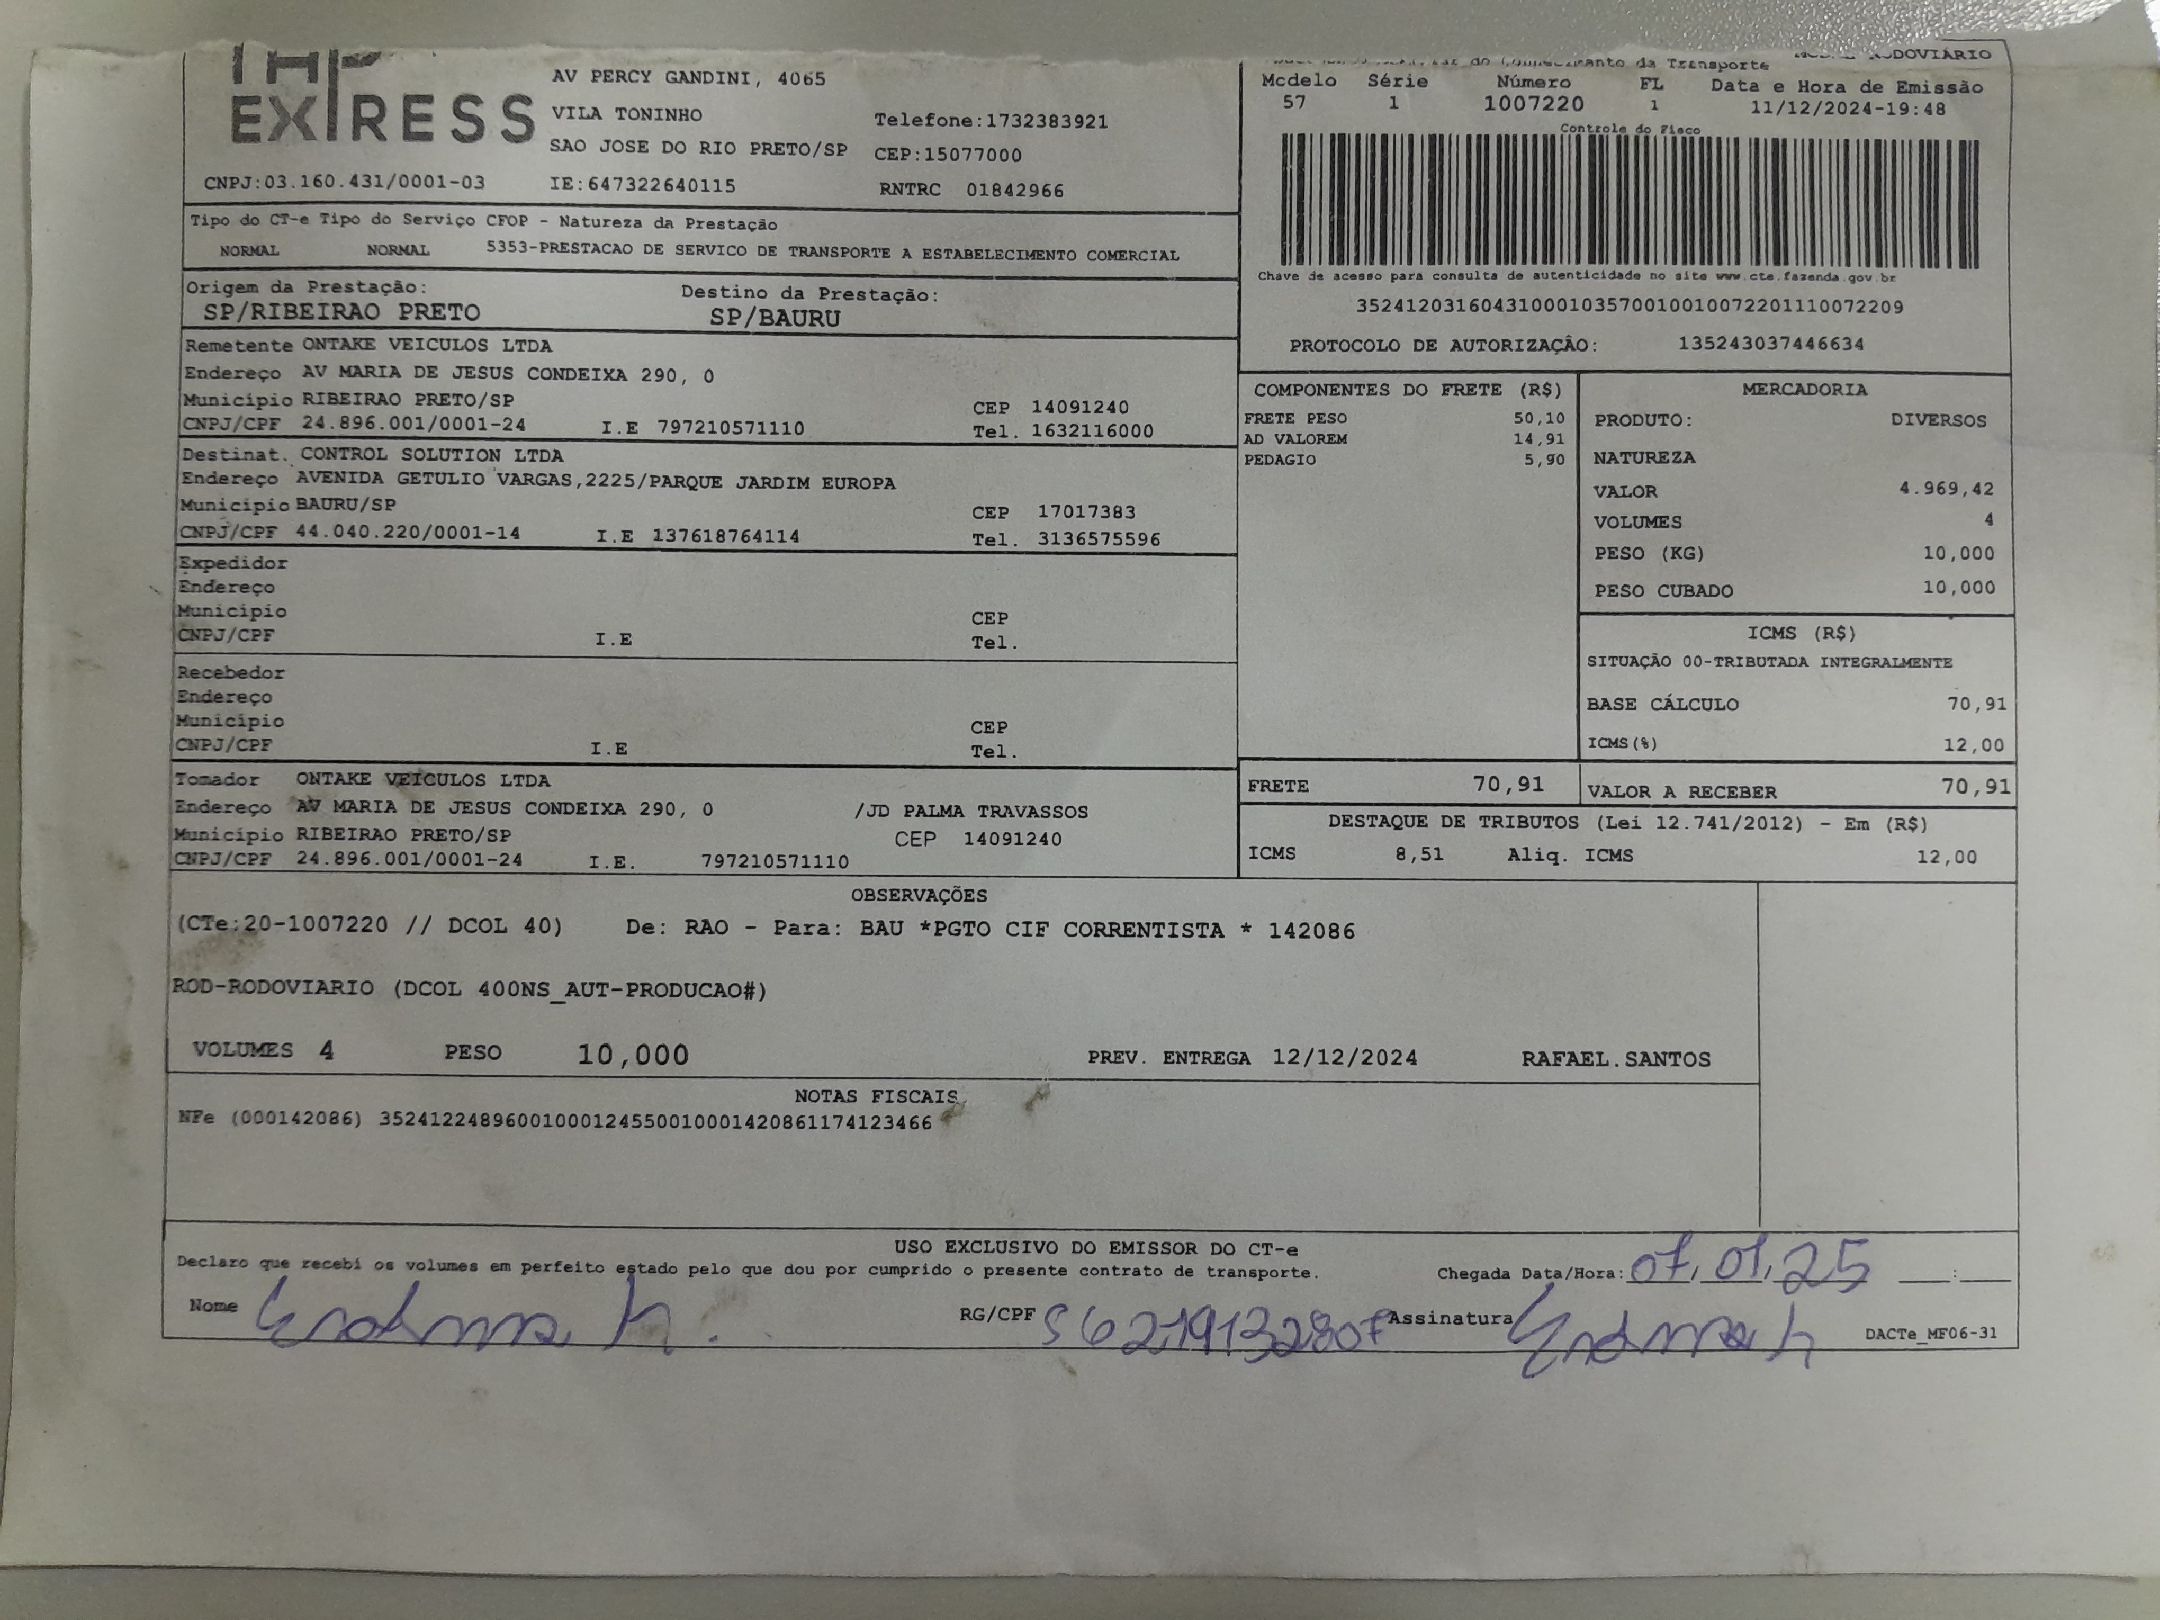 EXPRESS
AV PERCY GANDINI, 4065
VILA TONINHO
SAO JOSE DO RIO PRETO/SP
Telefone:1732383921
CEP:15077000
CNPJ:03.160.431/0001-03 IE:647322640115 RNTRC 01842966
Tipo do CT-e Tipo do Serviço CFOP - Natureza da Prestação
NORMAL NORMAL 5353-PRESTACAO DE SERVICO DE TRANSPORTE A ESTABELECIMENTO COMERCIAL
Origem da Prestação: Destino da Prestação:
SP/RIBEIRAO PRETO SP/BAURU
RODOVIÁRIO
da Transporte
Modelo Série Número FL Data e Hora de Emissão
57 1 1007220 1 11/12/2024-19:48
Controle do Fisco
Chave de acesso para consulta de autenticidade no site www.cte.fazenda.gov.br
35241203160431000103570010010072201110072209
PROTOCOLO DE AUTORIZAÇÂO: 135243037446634
Remetente ONTAKE VEICULOS LTDA
Endereço AV MARIA DE JESUS CONDEIXA 290, 0
Município RIBEIRAO PRETO/SP CEP 14091240
CNPJ/CPF 24.896.001/0001-24 I.E 797210571110 Tel. 1632116000
Destinat. CONTROL SOLUTION LTDA
Endereço AVENIDA GETULIO VARGAS,2225/PARQUE JARDIM EUROPA
Município BAURU/SP CEP 17017383
CNPJ/CPF 44.040.220/0001-14 I.E 137618764114 Tel. 3136575596
Expedidor
Endereço
Município CEP
CNPJ/CPF I.E Tel.
Recebedor
Endereço
Município CEP
CNPJ/CPF I.E Tel.
Tomador ONTAKE VEICULOS LTDA
Endereço AV MARIA DE JESUS CONDEIXA 290, 0 /JD PALMA TRAVASSOS
Município RIBEIRAO PRETO/SP CEP 14091240
CNPJ/CPF 24.896.001/0001-24 I.E. 797210571110
COMPONENTES DO FRETE (R$)
FRETE PESO 50,10
AD VALOREM 14,91
PEDAGIO 5,90
MERCADORIA
PRODUTO: DIVERSOS
NATUREZA
VALOR 4.969,42
VOLUMES 4
PESO (KG) 10,000
PESO CUBADO 10,000
ICMS (R$)
SITUAÇÃO 00-TRIBUTADA INTEGRALMENTE
BASE CÁLCULO 70,91
ICMS(%) 12,00
FRETE 70,91 VALOR A RECEBER 70,91
DESTAQUE DE TRIBUTOS (Lei 12.741/2012) - Em (R$)
ICMS 8,51 Aliq. ICMS 12,00
OBSERVAÇÕES
(CTe:20-1007220 // DCOL 40) De: RAO - Para: BAU *PGTO CIF CORRENTISTA * 142086
ROD-RODOVIARIO (DCOL 400NS_AUT-PRODUCAO#)
VOLUMES 4 PESO 10,000 PREV. ENTREGA 12/12/2024 RAFAEL.SANTOS
NOTAS FISCAIS
NFe (000142086) 35241224896001000124550010001420861174123466
USO EXCLUSIVO DO EMISSOR DO CT-e
Declaro que recebi os volumes em perfeito estado pelo que dou por cumprido o presente contrato de transporte. Chegada Data/Hora: 07,01,25 :
Nome RG/CPF 56219132807 Assinatura
DACTe_MF06-31